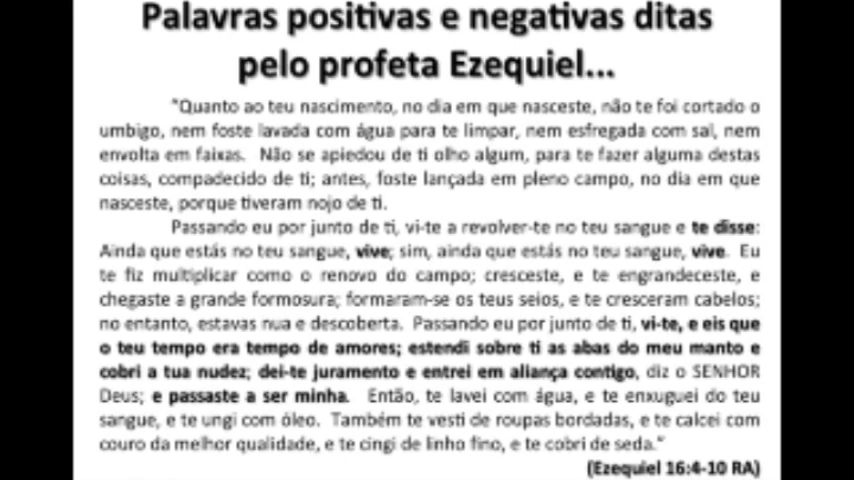 Palavras positivas e negativas ditas
pelo profeta Ezequiel...
"Quanto ao teu nascimento, no dia em que nasceste, não te foi cortado o
umbigo, nem foste lavada com água para te limpar, nem esfregada com sal, nem
envolta em faixas. Não se apiedou de ti olho algum, para te fazer alguma destas
coisas, compadecido de ti; antes, foste lançada em pleno campo, no dia em que
nasceste, porque tiveram nojo de ti.
Passando eu por junto de ti, vi-te a revolver-te no teu sangue e te disse:
Ainda que estás no teu sangue, vive; sim, ainda que estás no teu sangue, vive. Eu
te fiz multiplicar como o renovo do campo; cresceste, e te engrandeceste, e
chegaste a grande formosura; formaram-se os teus seios, e te cresceram cabelos;
no entanto, estavas nua e descoberta. Passando eu por junto de ti, vi-te, e eis que
o teu tempo era tempo de amores; estendi sobre ti as abas do meu manto e
cobri a tua nudez; dei-te juramento e entrei em aliança contigo, diz o SENHOR
Deus; e passaste a ser minha. Então, te lavei com água, e te enxuguei do teu
sangue, e te ungi com óleo. Também te vesti de roupas bordadas, e te calcei com
couro da melhor qualidade, e te cingi de linho fino, e te cobri de seda."
(Ezequiel 16:4-10 RA)